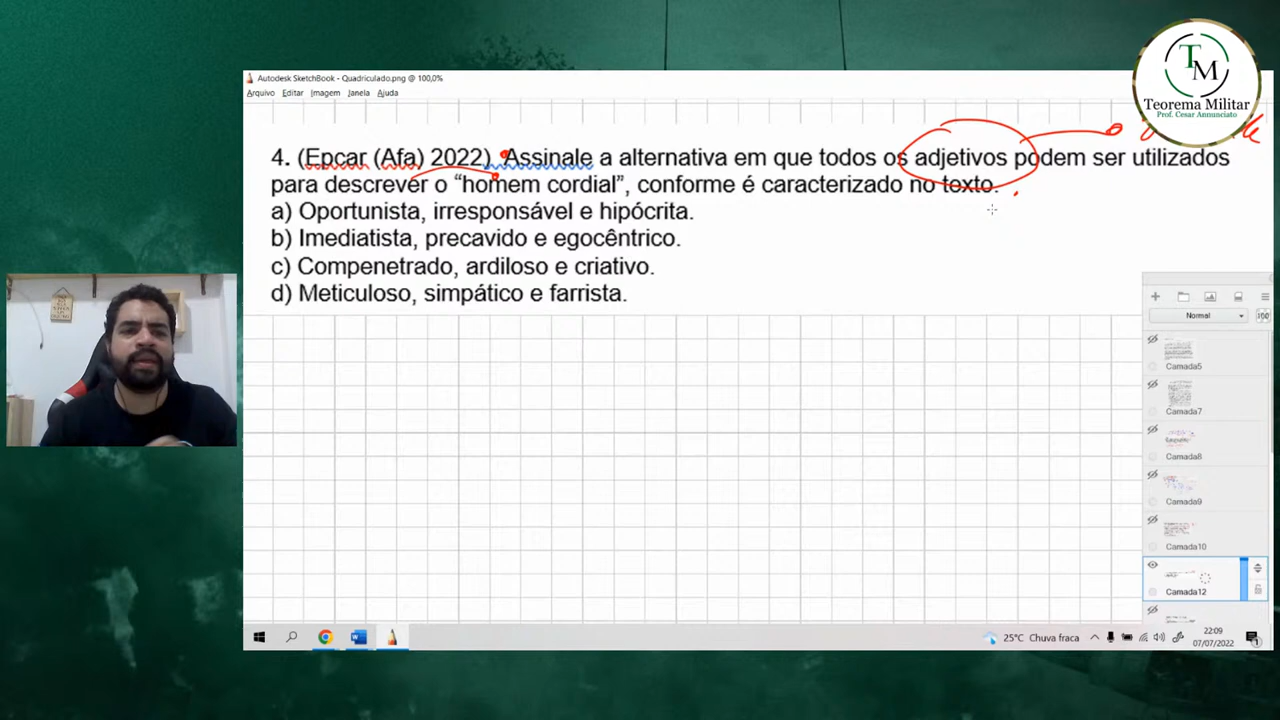 TM
Teorema Militar
Prof. Cesar Annunciato
Autodesk SketchBook - Quadriculado.png @ 100,0%
Arquivo Editar Imagem Janela Ajuda
4. (Epcar (Afa) 2022) Assinale a alternativa em que todos os adjetivos podem ser utilizados
para descrever o “homem cordial”, conforme é caracterizado no texto.
a) Oportunista, irresponsável e hipócrita.
b) Imediatista, precavido e egocêntrico.
c) Compenetrado, ardiloso e criativo.
d) Meticuloso, simpático e farrista.
Normal 100
Camada5
Camada7
Camada8
Camada9
Camada10
Camada12
25°C Chuva fraca
22:09
07/07/2022